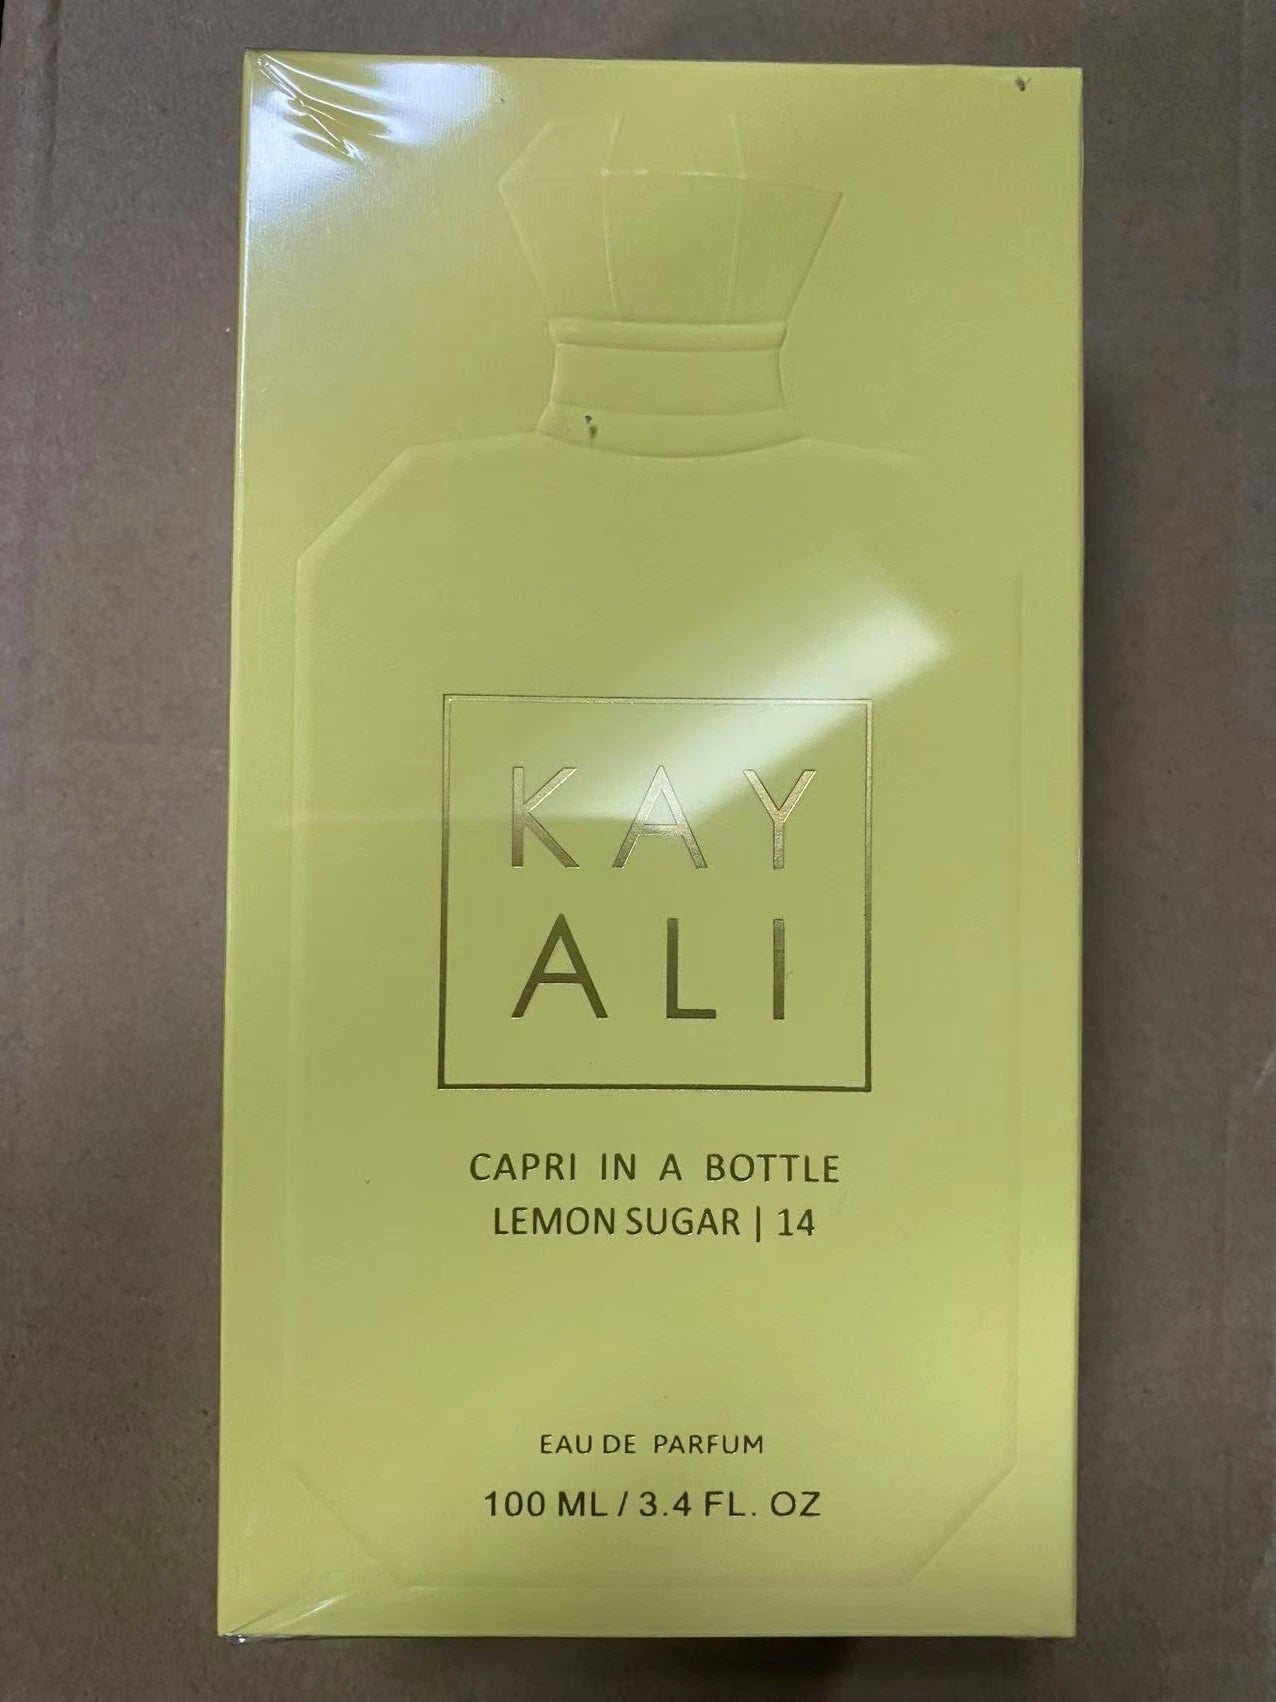 KAY
ALI
CAPRI IN A BOTTLE
LEMON SUGAR | 14
EAU DE PARFUM
100 ML / 3.4 FL. OZ